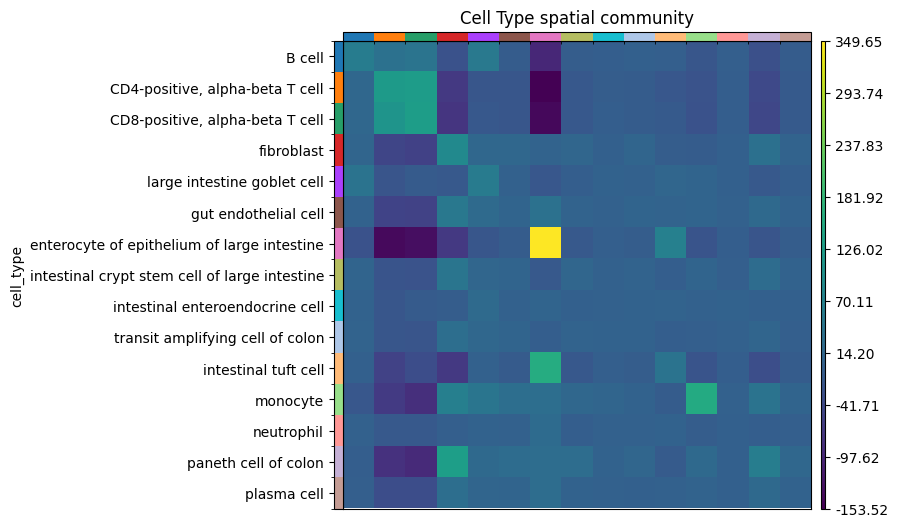 Cell Type spatial community
B cell
CD4-positive, alpha-beta T cell
CD8-positive, alpha-beta T cell
fibroblast
large intestine goblet cell
gut endothelial cell
enterocyte of epithelium of large intestine
intestinal crypt stem cell of large intestine
intestinal enteroendocrine cell
transit amplifying cell of colon
intestinal tuft cell
monocyte
neutrophil
paneth cell of colon
plasma cell
cell_type
349.65
293.74
237.83
181.92
126.02
70.11
14.20
-41.71
-97.62
-153.52